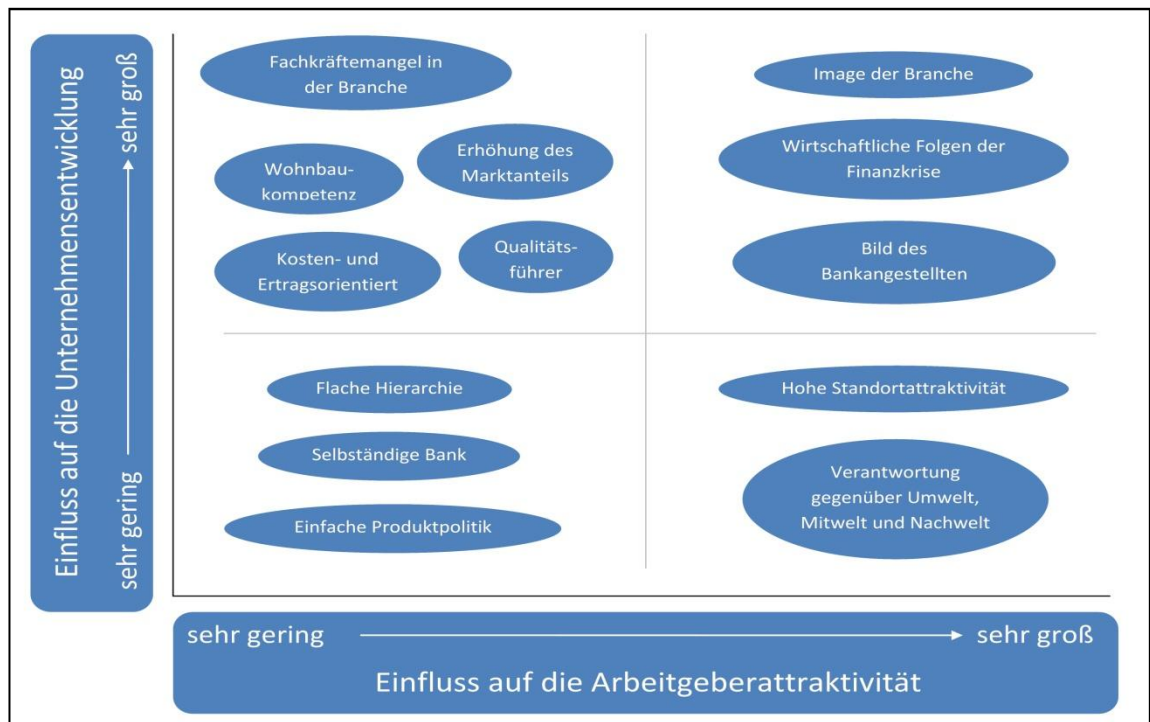 Einfluss auf die Unternehmensentwicklung
sehr gering
sehr groß
Fachkräftemangel in
der Branche
Wohnbau-
kompetenz
Erhöhung des
Marktanteils
Kosten- und
Ertragsorientiert
Qualitäts-
führer
Image der Branche
Wirtschaftliche Folgen der
Finanzkrise
Bild des
Bankangestellten
Flache Hierarchie
Selbständige Bank
Einfache Produktpolitik
Hohe Standortattraktivität
Verantwortung
gegenüber Umwelt,
Mitwelt und Nachwelt
sehr gering
sehr groß
Einfluss auf die Arbeitgeberattraktivität